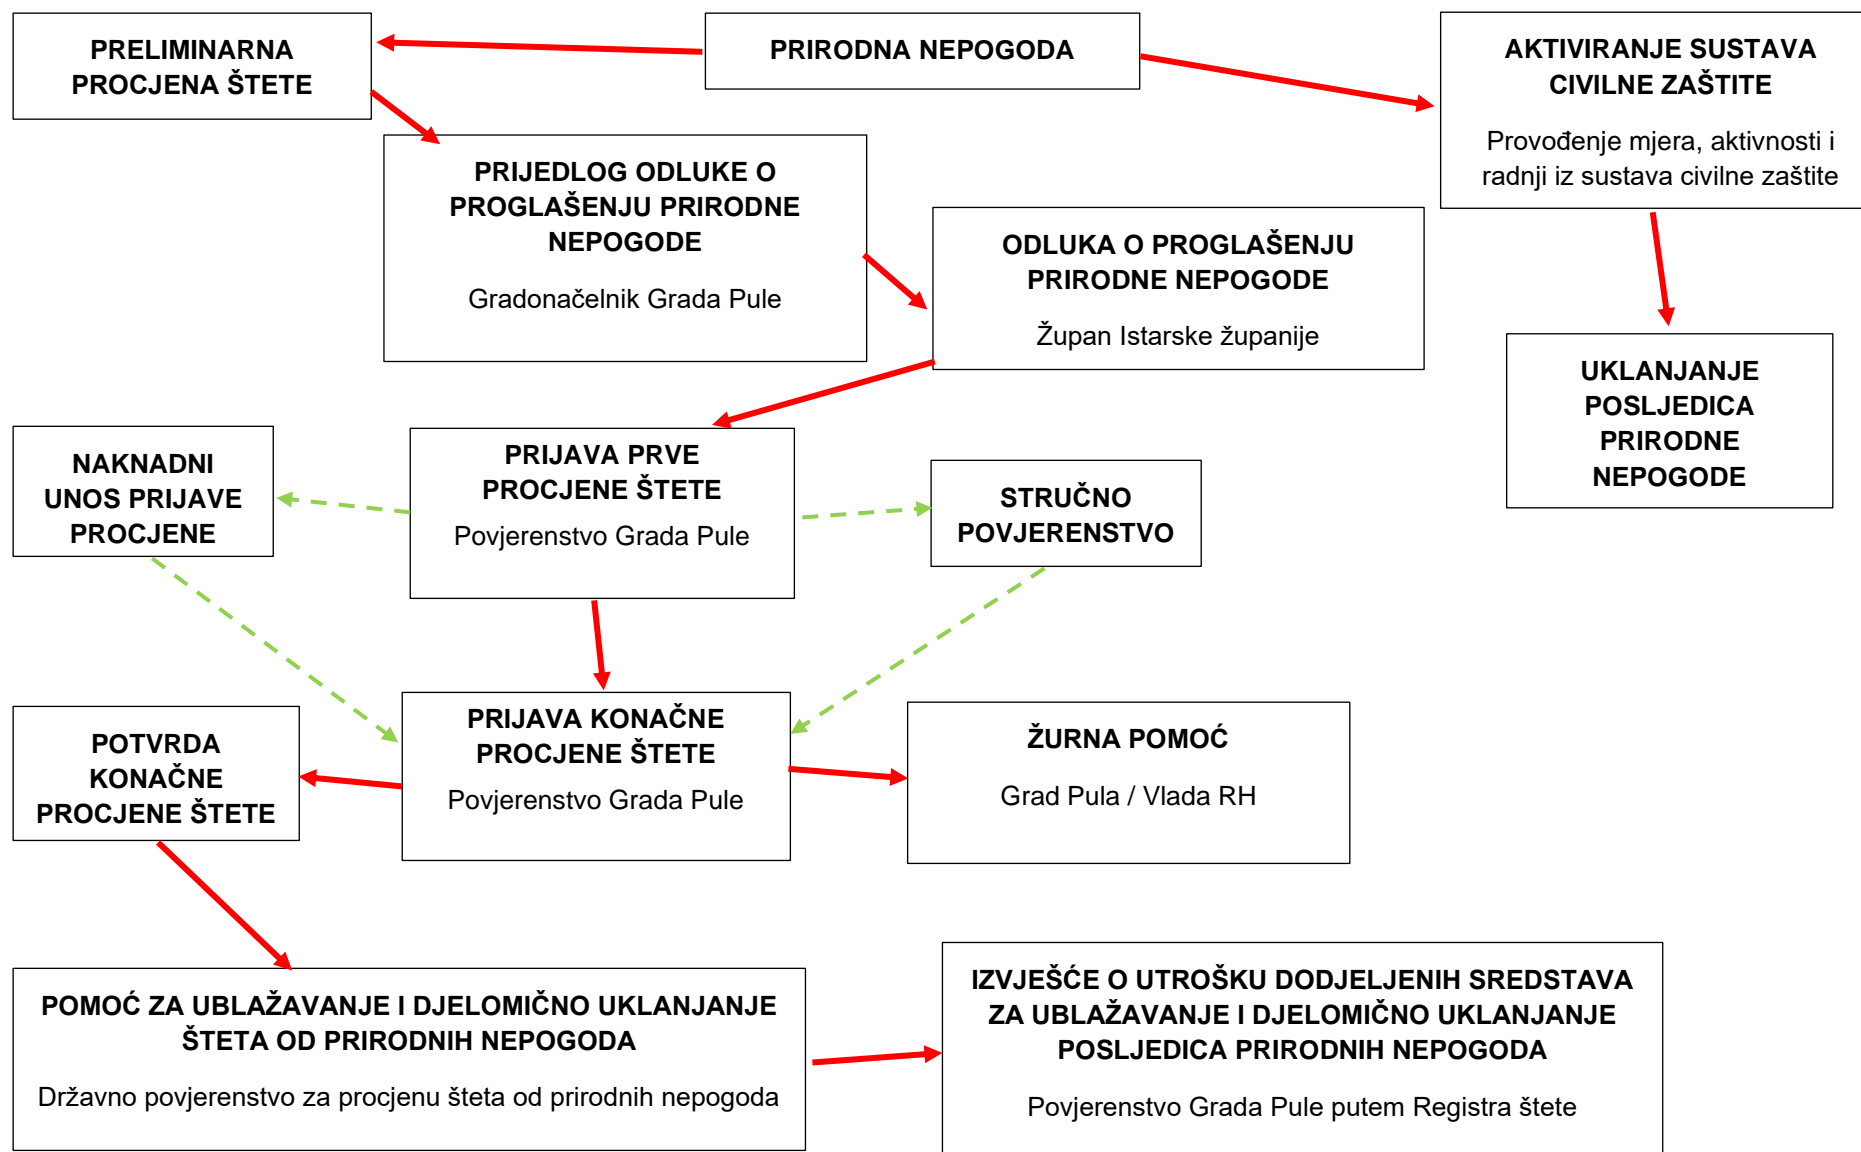 PRELIMINARNA
PROCJENA ŠTETE
PRIRODNA NEPOGODA
AKTIVIRANJE SUSTAVA
CIVILNE ZAŠTITE
Provođenje mjera, aktivnosti i
radnji iz sustava civilne zaštite
PRIJEDLOG ODLUKE O
PROGLAŠENJU PRIRODNE
NEPOGODE
Gradonačelnik Grada Pule
ODLUKA O PROGLAŠENJU
PRIRODNE NEPOGODE
Župan Istarske županije
UKLANJANJE
POSLJEDICA
PRIRODNE
NEPOGODE
NAKNADNI
UNOS PRIJAVE
PROCJENE
PRIJAVA PRVE
PROCJENE ŠTETE
Povjerenstvo Grada Pule
STRUČNO
POVJERENSTVO
POTVRDA
KONAČNE
PROCJENE ŠTETE
PRIJAVA KONAČNE
PROCJENE ŠTETE
Povjerenstvo Grada Pule
ŽURNA POMOĆ
Grad Pula / Vlada RH
POMOĆ ZA UBLAŽAVANJE I DJELOMIČNO UKLANJANJE
ŠTETA OD PRIRODNIH NEPOGODA
Državno povjerenstvo za procjenu šteta od prirodnih nepogoda
IZVJEŠĆE O UTROŠKU DODJELJENIH SREDSTAVA
ZA UBLAŽAVANJE I DJELOMIČNO UKLANJANJE
POSLJEDICA PRIRODNIH NEPOGODA
Povjerenstvo Grada Pule putem Registra štete